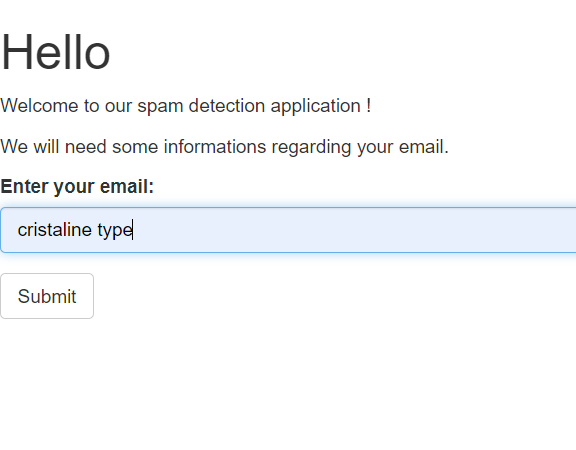 Hello
Welcome to our spam detection application !
We will need some informations regarding your email.
Enter your email:
cristaline type
Submit